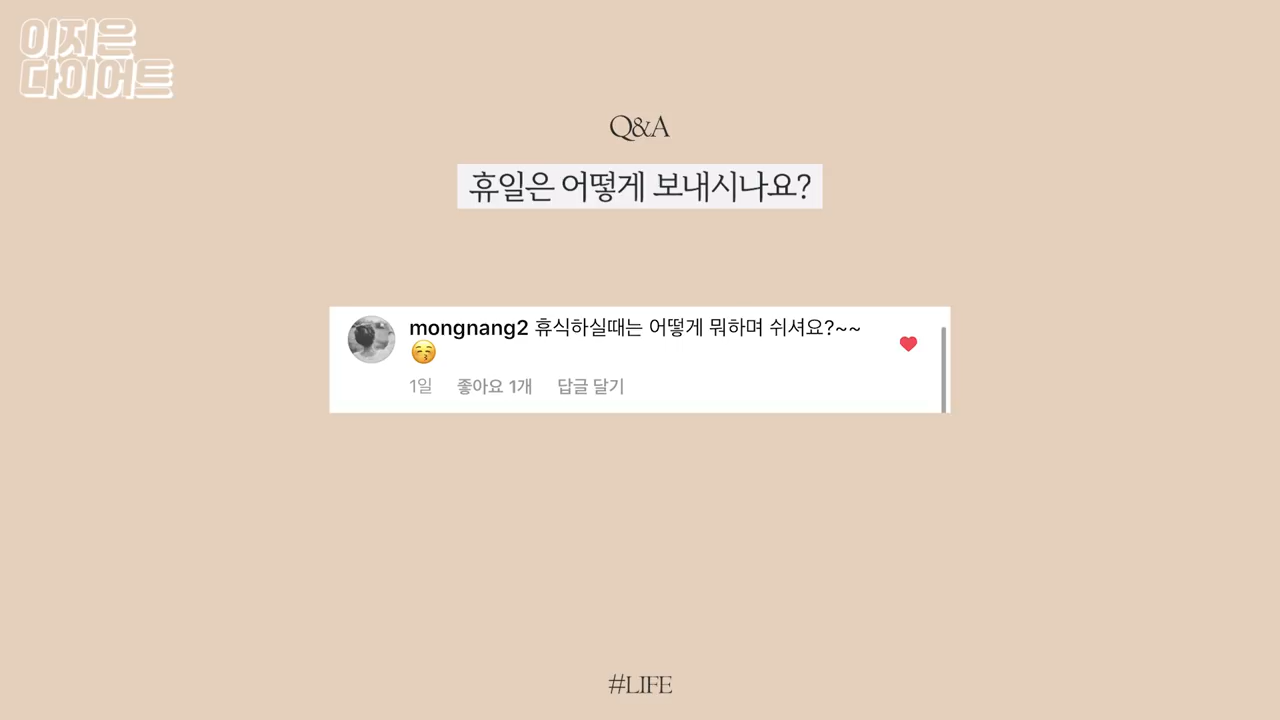 이지은
다이어트
Q&A
휴일은 어떻게 보내시나요?
mongnang2 휴식하실때는 어떻게 뭐하며 쉬셔요?~~
😚
1일 좋아요 1개 답글 달기
#LIFE